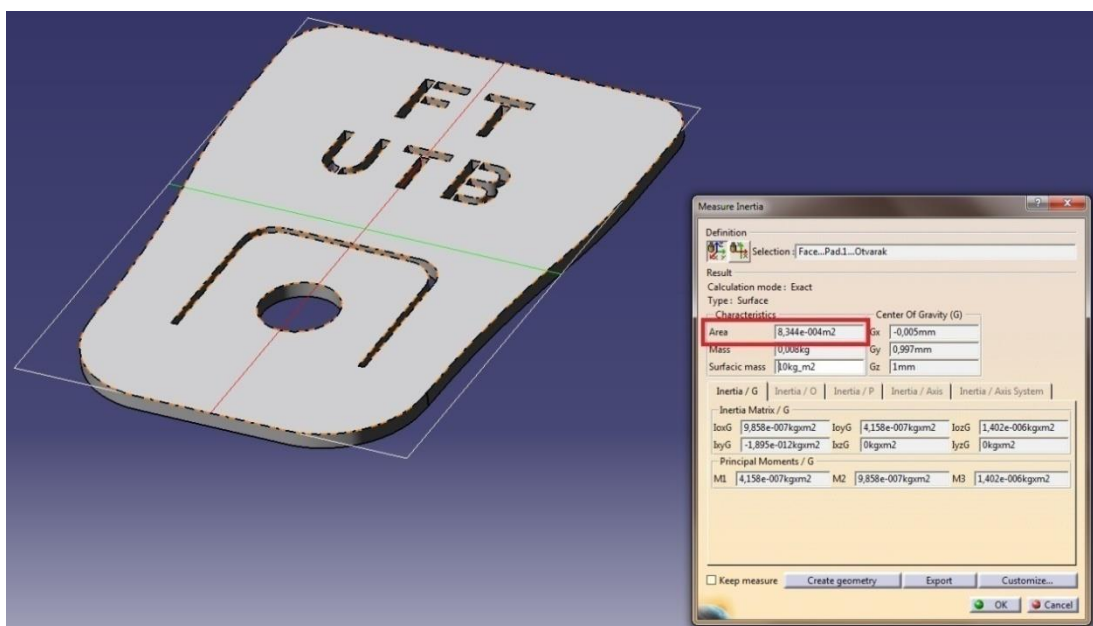 FT
UTB
Measure Inertia
Definition
Selection : Face...Pad.1...Otvarak
Result
Calculation mode : Exact
Type : Surface
Characteristics Center Of Gravity (G)
Area 8,344e-004m2 Gx -0,005mm
Mass 0,008kg Gy 0,997mm
Surfacic mass 10kg_m2 Gz 1mm
Inertia / G Inertia / O Inertia / P Inertia / Axis Inertia / Axis System
Inertia Matrix / G
IoxG 9,858e-007kgxm2 IoyG 4,158e-007kgxm2 IozG 1,402e-006kgxm2
IxyG -1,895e-012kgxm2 IxzG 0kgxm2 IyzG 0kgxm2
Principal Moments / G
M1 4,158e-007kgxm2 M2 9,858e-007kgxm2 M3 1,402e-006kgxm2
Keep measure Create geometry Export Customize...
OK Cancel